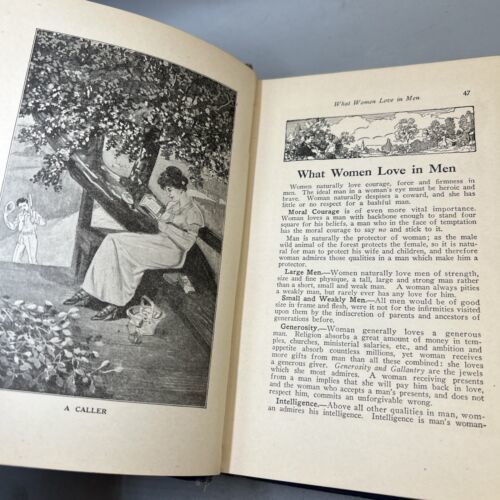 A CALLER
What Women Love in Men
47
What Women Love in Men
Women naturally love courage, force and firmness in
men. The ideal man in a woman's eye must be heroic and
brave. Woman naturally despises a coward, and she has
little or no respect for a bashful man.
Moral Courage is of even more vital importance.
Woman loves a man with backbone enough to stand four
square for his beliefs, a man who in the face of temptation
has the moral courage to say no and stick to it.
Man is naturally the protector of woman; as the male
wild animal of the forest protects the female, so it is natu-
ral for man to protect his wife and children, and therefore
woman admires those qualities in a man which make him a
protector.
Large Men.—Women naturally love men of strength,
size and fine physique, a tall, large and strong man rather
than a short, small and weak man. A woman always pities
a weakly man, but rarely ever has any love for him.
Small and Weakly Men.—All men would be of good
size in frame and flesh, were it not for the infirmities visited
upon them by the indiscretion of parents and ancestors of
generations before.
Generosity.—Woman generally loves a generous
man. Religion absorbs a great amount of money in tem-
ples, churches, ministerial salaries, etc., and ambition and
appetite absorb countless millions, yet woman receives
more gifts from man than all these combined: she loves
a generous giver. Generosity and Gallantry are the jewels
which she most admires. A woman receiving presents
from a man implies that she will pay him back in love,
and the woman who accepts a man's presents, and does not
respect him, commits an unforgivable wrong.
Intelligence.—Above all other qualities in man, wom-
an admires his intelligence. Intelligence is man's woman-